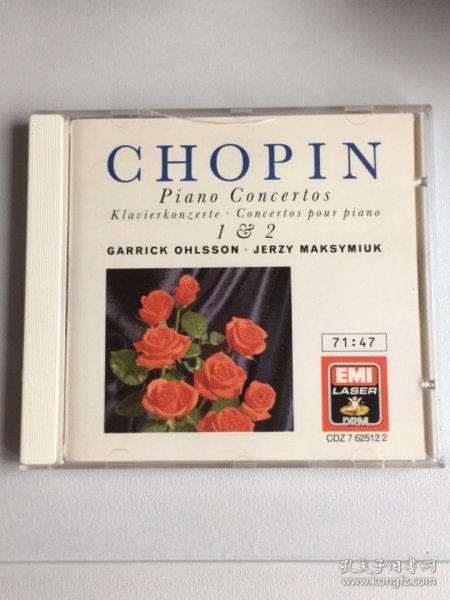 CHOPIN
Piano Concertos
Klavierkonzerte · Concertos pour piano
1 & 2
GARRICK OHLSSON · JERZY MAKSYMIUK
71:47
EMI
LASER
DRM
CDZ 7 62512 2
孔夫子旧书网
www.kongfz.com